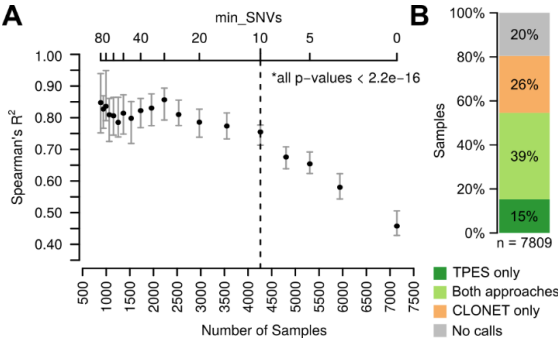 A
min_SNVs
80 40 20 10 5 0
*all p-values < 2.2e-16
Spearman's R²
1.00
0.90
0.80
0.70
0.60
0.50
0.40
500 1000 1500 2000 2500 3000 3500 4000 4500 5000 5500 6000 6500 7000 7500
Number of Samples
B
Samples
100%
80%
60%
40%
20%
0%
20%
26%
39%
15%
n = 7809
TPES only
Both approaches
CLONET only
No calls